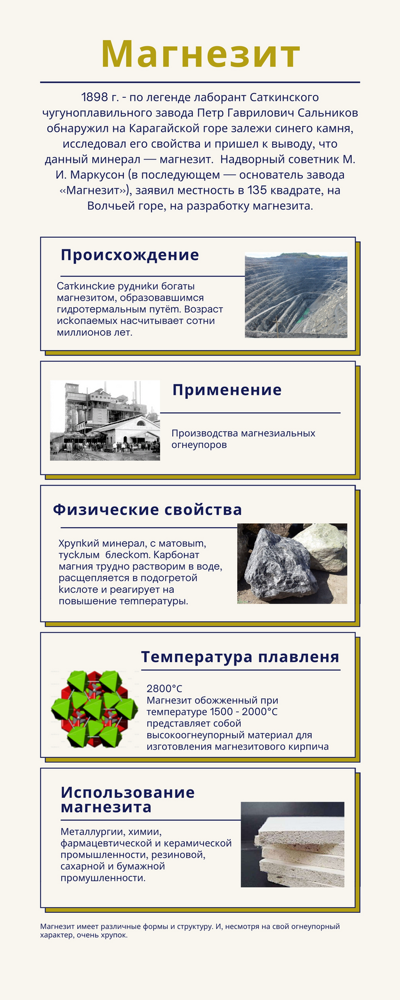 Магнезит
1898 г. - по легенде лаборант Саткинского
чугуноплавильного завода Петр Гаврилович Сальников
обнаружил на Карагайской горе залежи синего камня,
исследовал его свойства и пришел к выводу, что
данный минерал — магнезит.  Надворный советник М.
И. Маркусон (в последующем — основатель завода
«Магнезит»), заявил местность в 135 квадрате, на
Волчьей горе, на разработку магнезита.
Происхождение
Саткинские рудники богаты
магнезитом, образовавшимся
гидротермальным путём. Возраст
ископаемых насчитывает сотни
миллионов лет.
Применение
Производства магнезиальных
огнеупоров
Физические свойства
Хрупкий минерал, с матовым,
тусклым  блеском. Карбонат
магния трудно растворим в воде,
расщепляется в подогретой
кислоте и реагирует на
повышение температуры.
Температура плавленя
2800°С
Магнезит обожженный при
температуре 1500 - 2000°С
представляет собой
высокоогнеупорный материал для
изготовления магнезитового кирпича
Использование
магнезита
Металлургии, химии,
фармацевтической и керамической
промышленности, резиновой,
сахарной и бумажной
промушленности.
Магнезит имеет различные формы и структуру. И, несмотря на свой огнеупорный
характер, очень хрупок.